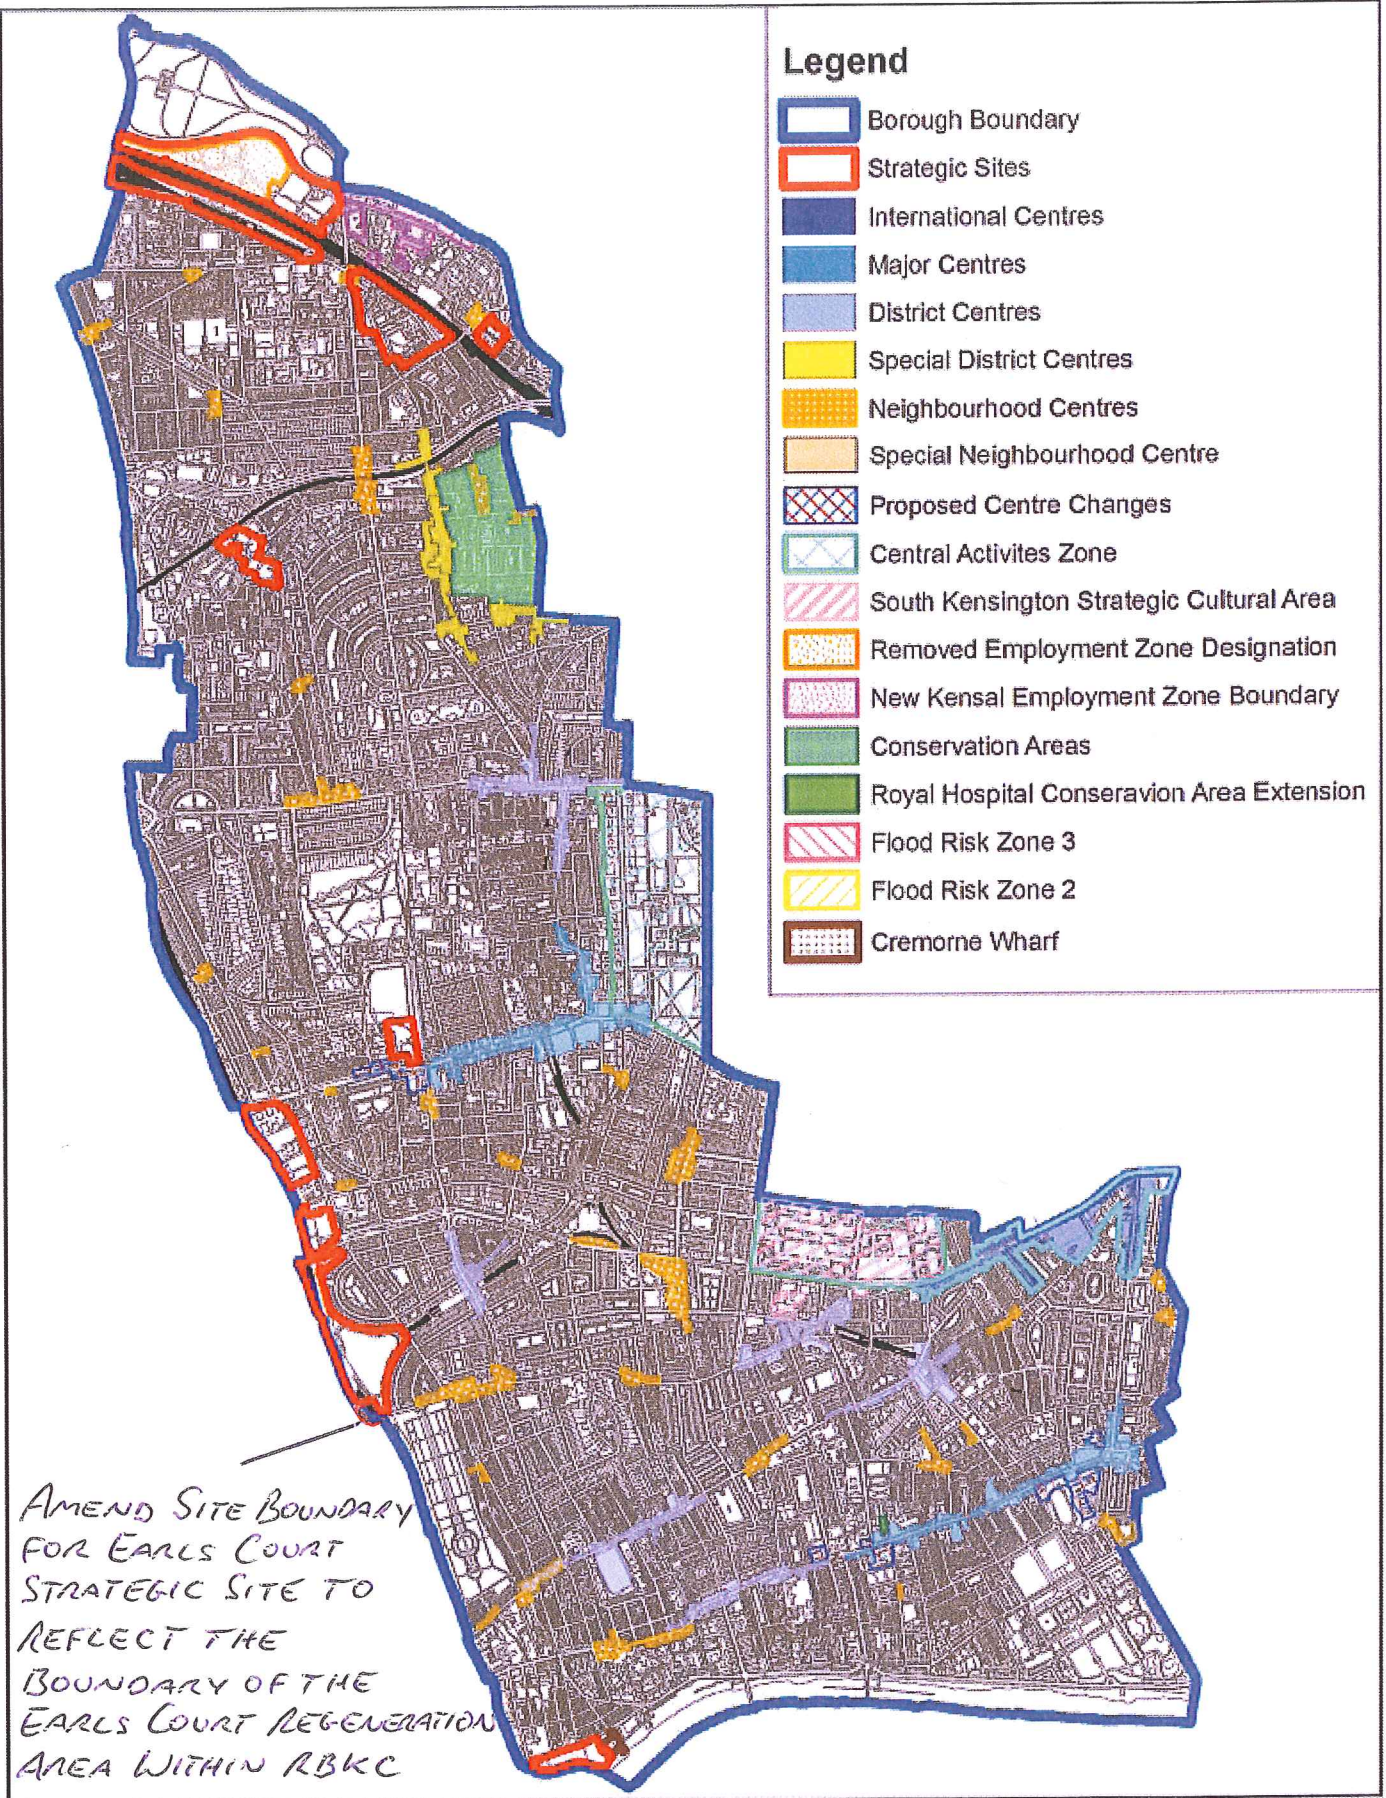 Legend
Borough Boundary
Strategic Sites
International Centres
Major Centres
District Centres
Special District Centres
Neighbourhood Centres
Special Neighbourhood Centre
Proposed Centre Changes
Central Activites Zone
South Kensington Strategic Cultural Area
Removed Employment Zone Designation
New Kensal Employment Zone Boundary
Conservation Areas
Royal Hospital Conseravion Area Extension
Flood Risk Zone 3
Flood Risk Zone 2
Cremorne Wharf
AMEND SITE BOUNDARY
FOR EARLS COURT
STRATEGIC SITE TO
REFLECT THE
BOUNDARY OF THE
EARLS COURT REGENERATION
AREA WITHIN RBKC